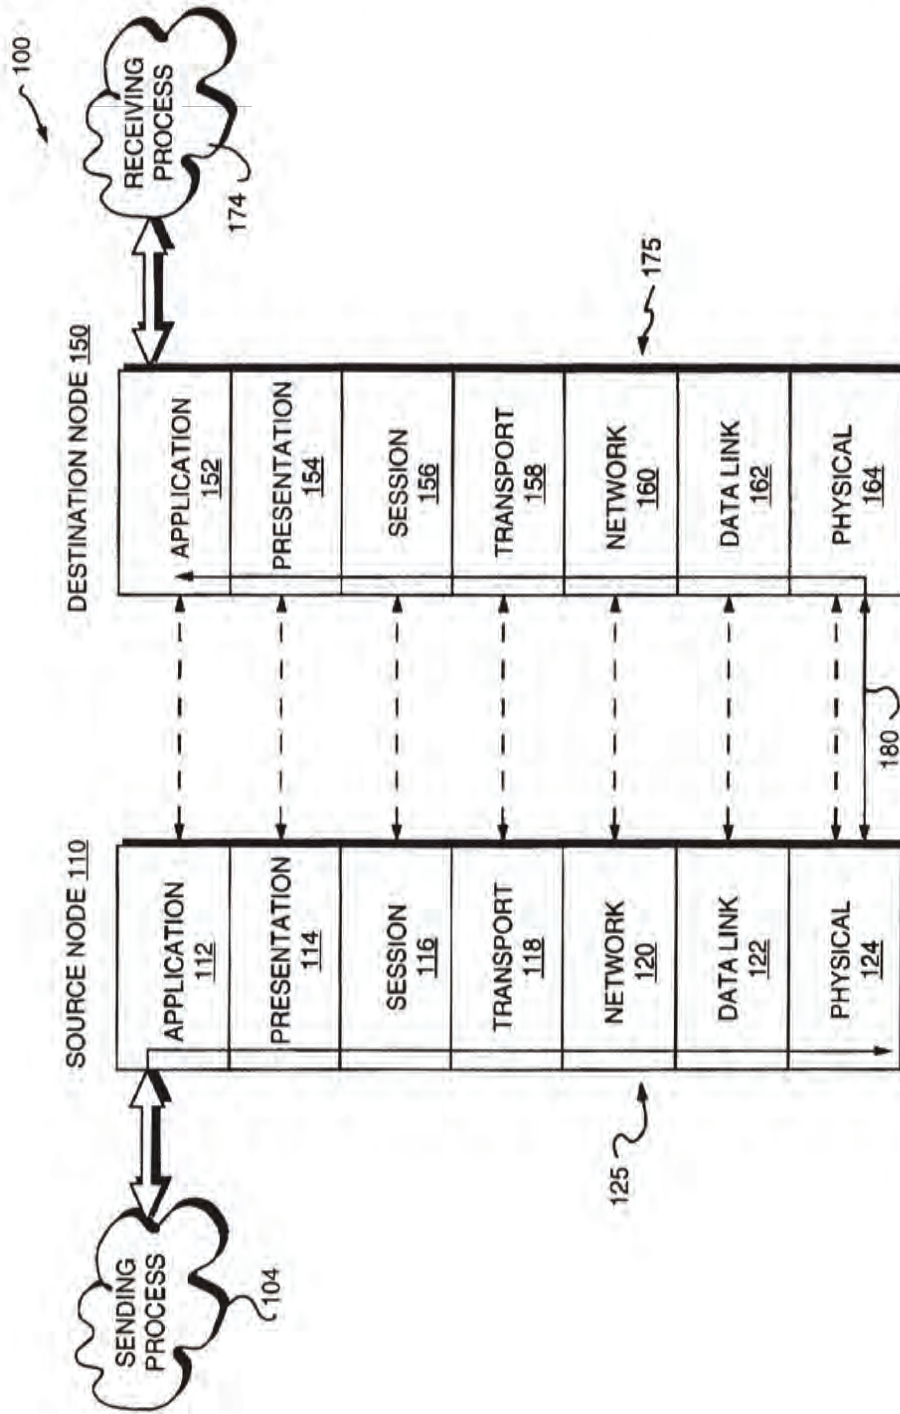 100
SOURCE NODE 110
DESTINATION NODE 150
SENDING
PROCESS
104
RECEIVING
PROCESS
174
APPLICATION
112
APPLICATION
152
PRESENTATION
114
PRESENTATION
154
SESSION
116
SESSION
156
TRANSPORT
118
TRANSPORT
158
NETWORK
120
NETWORK
160
125
175
DATA LINK
122
DATA LINK
162
PHYSICAL
124
PHYSICAL
164
180